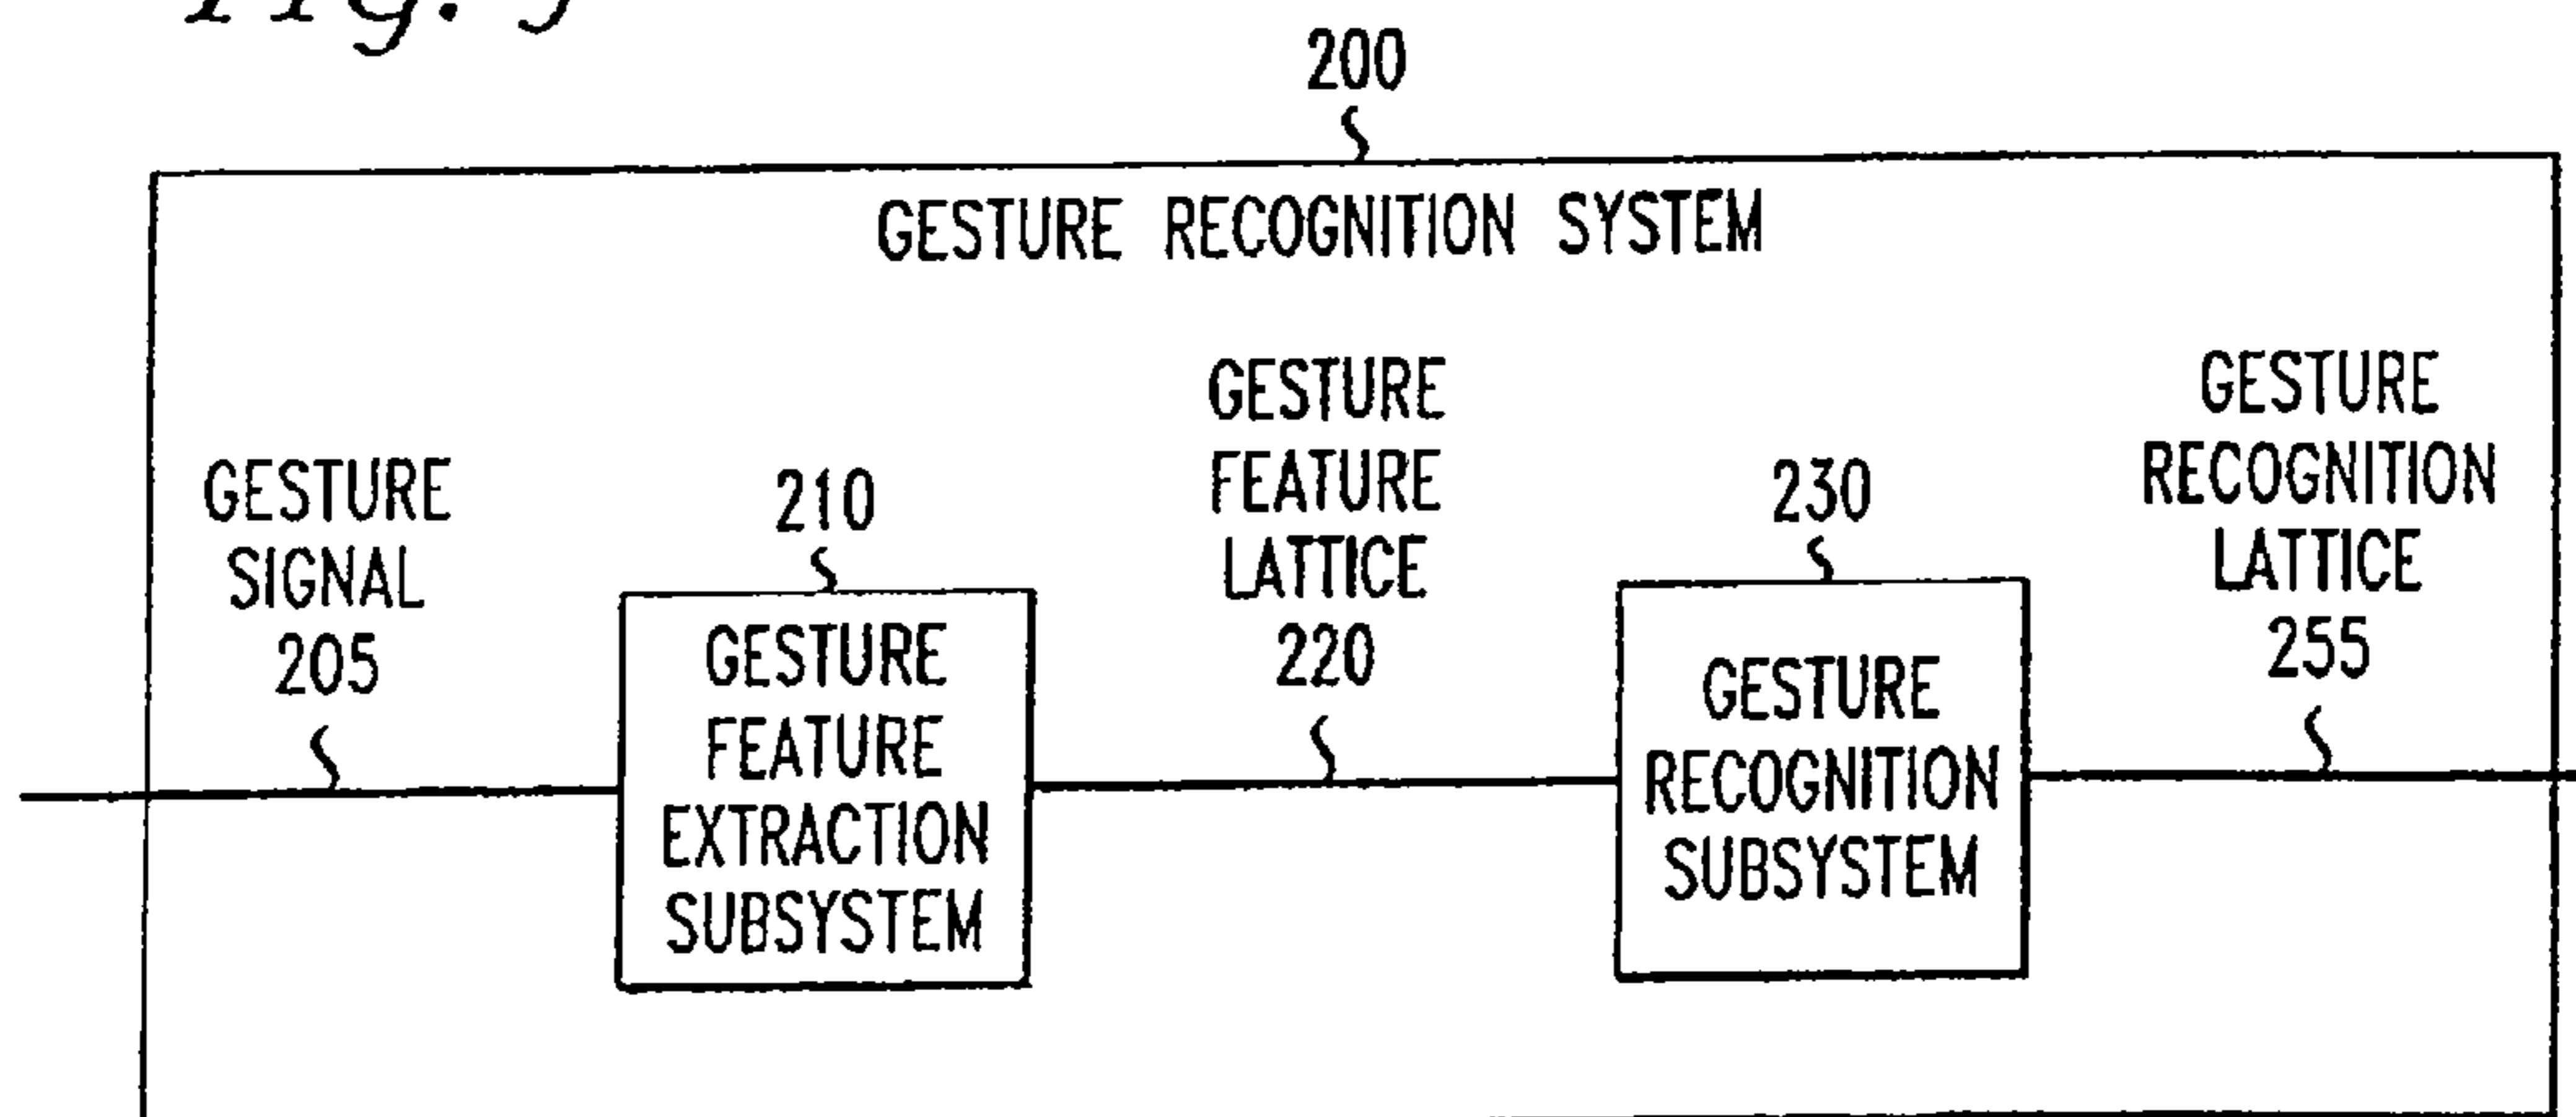 Fig.
200
GESTURE RECOGNITION SYSTEM
GESTURE
SIGNAL
205
210
GESTURE
FEATURE
EXTRACTION
SUBSYSTEM
GESTURE
FEATURE
LATTICE
220
230
GESTURE
RECOGNITION
SUBSYSTEM
GESTURE
RECOGNITION
LATTICE
255